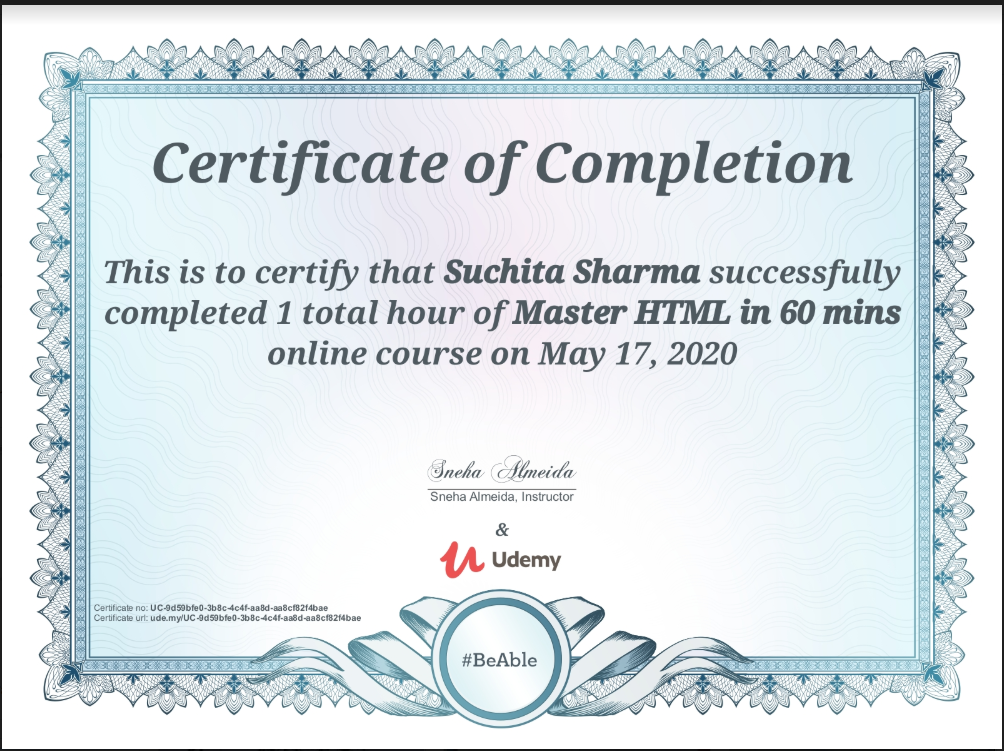 Certificate of Completion
This is to certify that Suchita Sharma successfully
completed 1 total hour of Master HTML in 60 mins
online course on May 17, 2020
Sneha Almeida
Sneha Almeida, Instructor
&
Udemy
Certificate no: UC-9d59bfe0-3b8c-4c4f-aa8d-aa8cf82f4bae
Certificate url: ude.my/UC-9d59bfe0-3b8c-4c4f-aa8d-aa8cf82f4bae
#BeAble